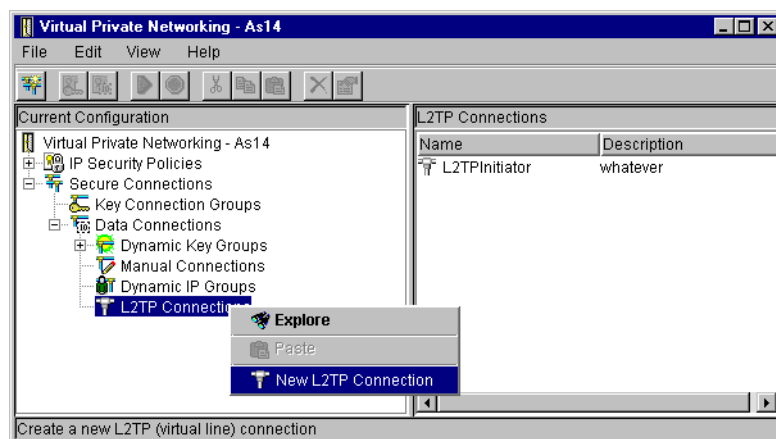 Virtual Private Networking - As14
File Edit View Help
Current Configuration
Virtual Private Networking - As14
IP Security Policies
Secure Connections
Key Connection Groups
Data Connections
Dynamic Key Groups
Manual Connections
Dynamic IP Groups
L2TP Connections
Explore
Paste
New L2TP Connection
L2TP Connections
Name Description
L2TPInitiator whatever
Create a new L2TP (virtual line) connection